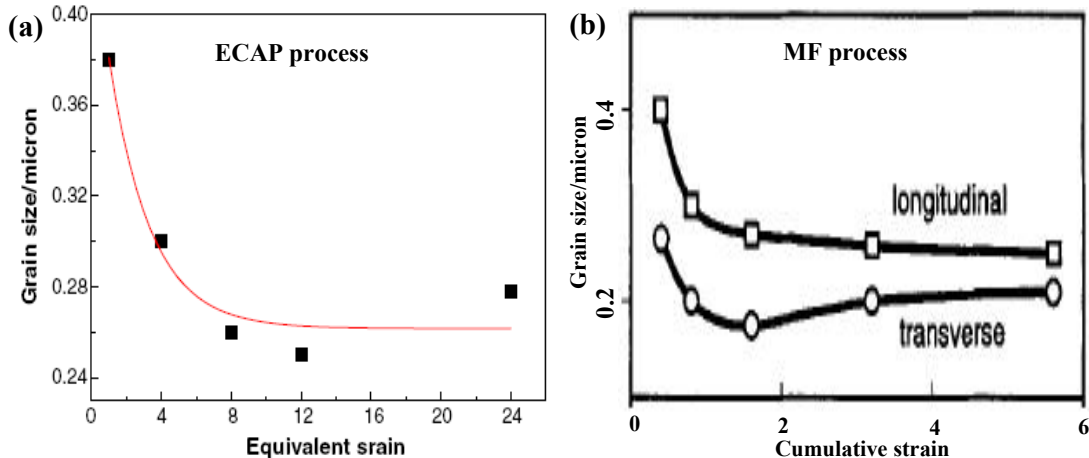 (a)
ECAP process
Grain size/micron
0.40
0.36
0.32
0.28
0.24
0 4 8 12 16 20 24
Equivalent srain
(b)
MF process
Grain size/micron
0.4
0.2
longitudinal
transverse
0 2 4 6
Cumulative strain